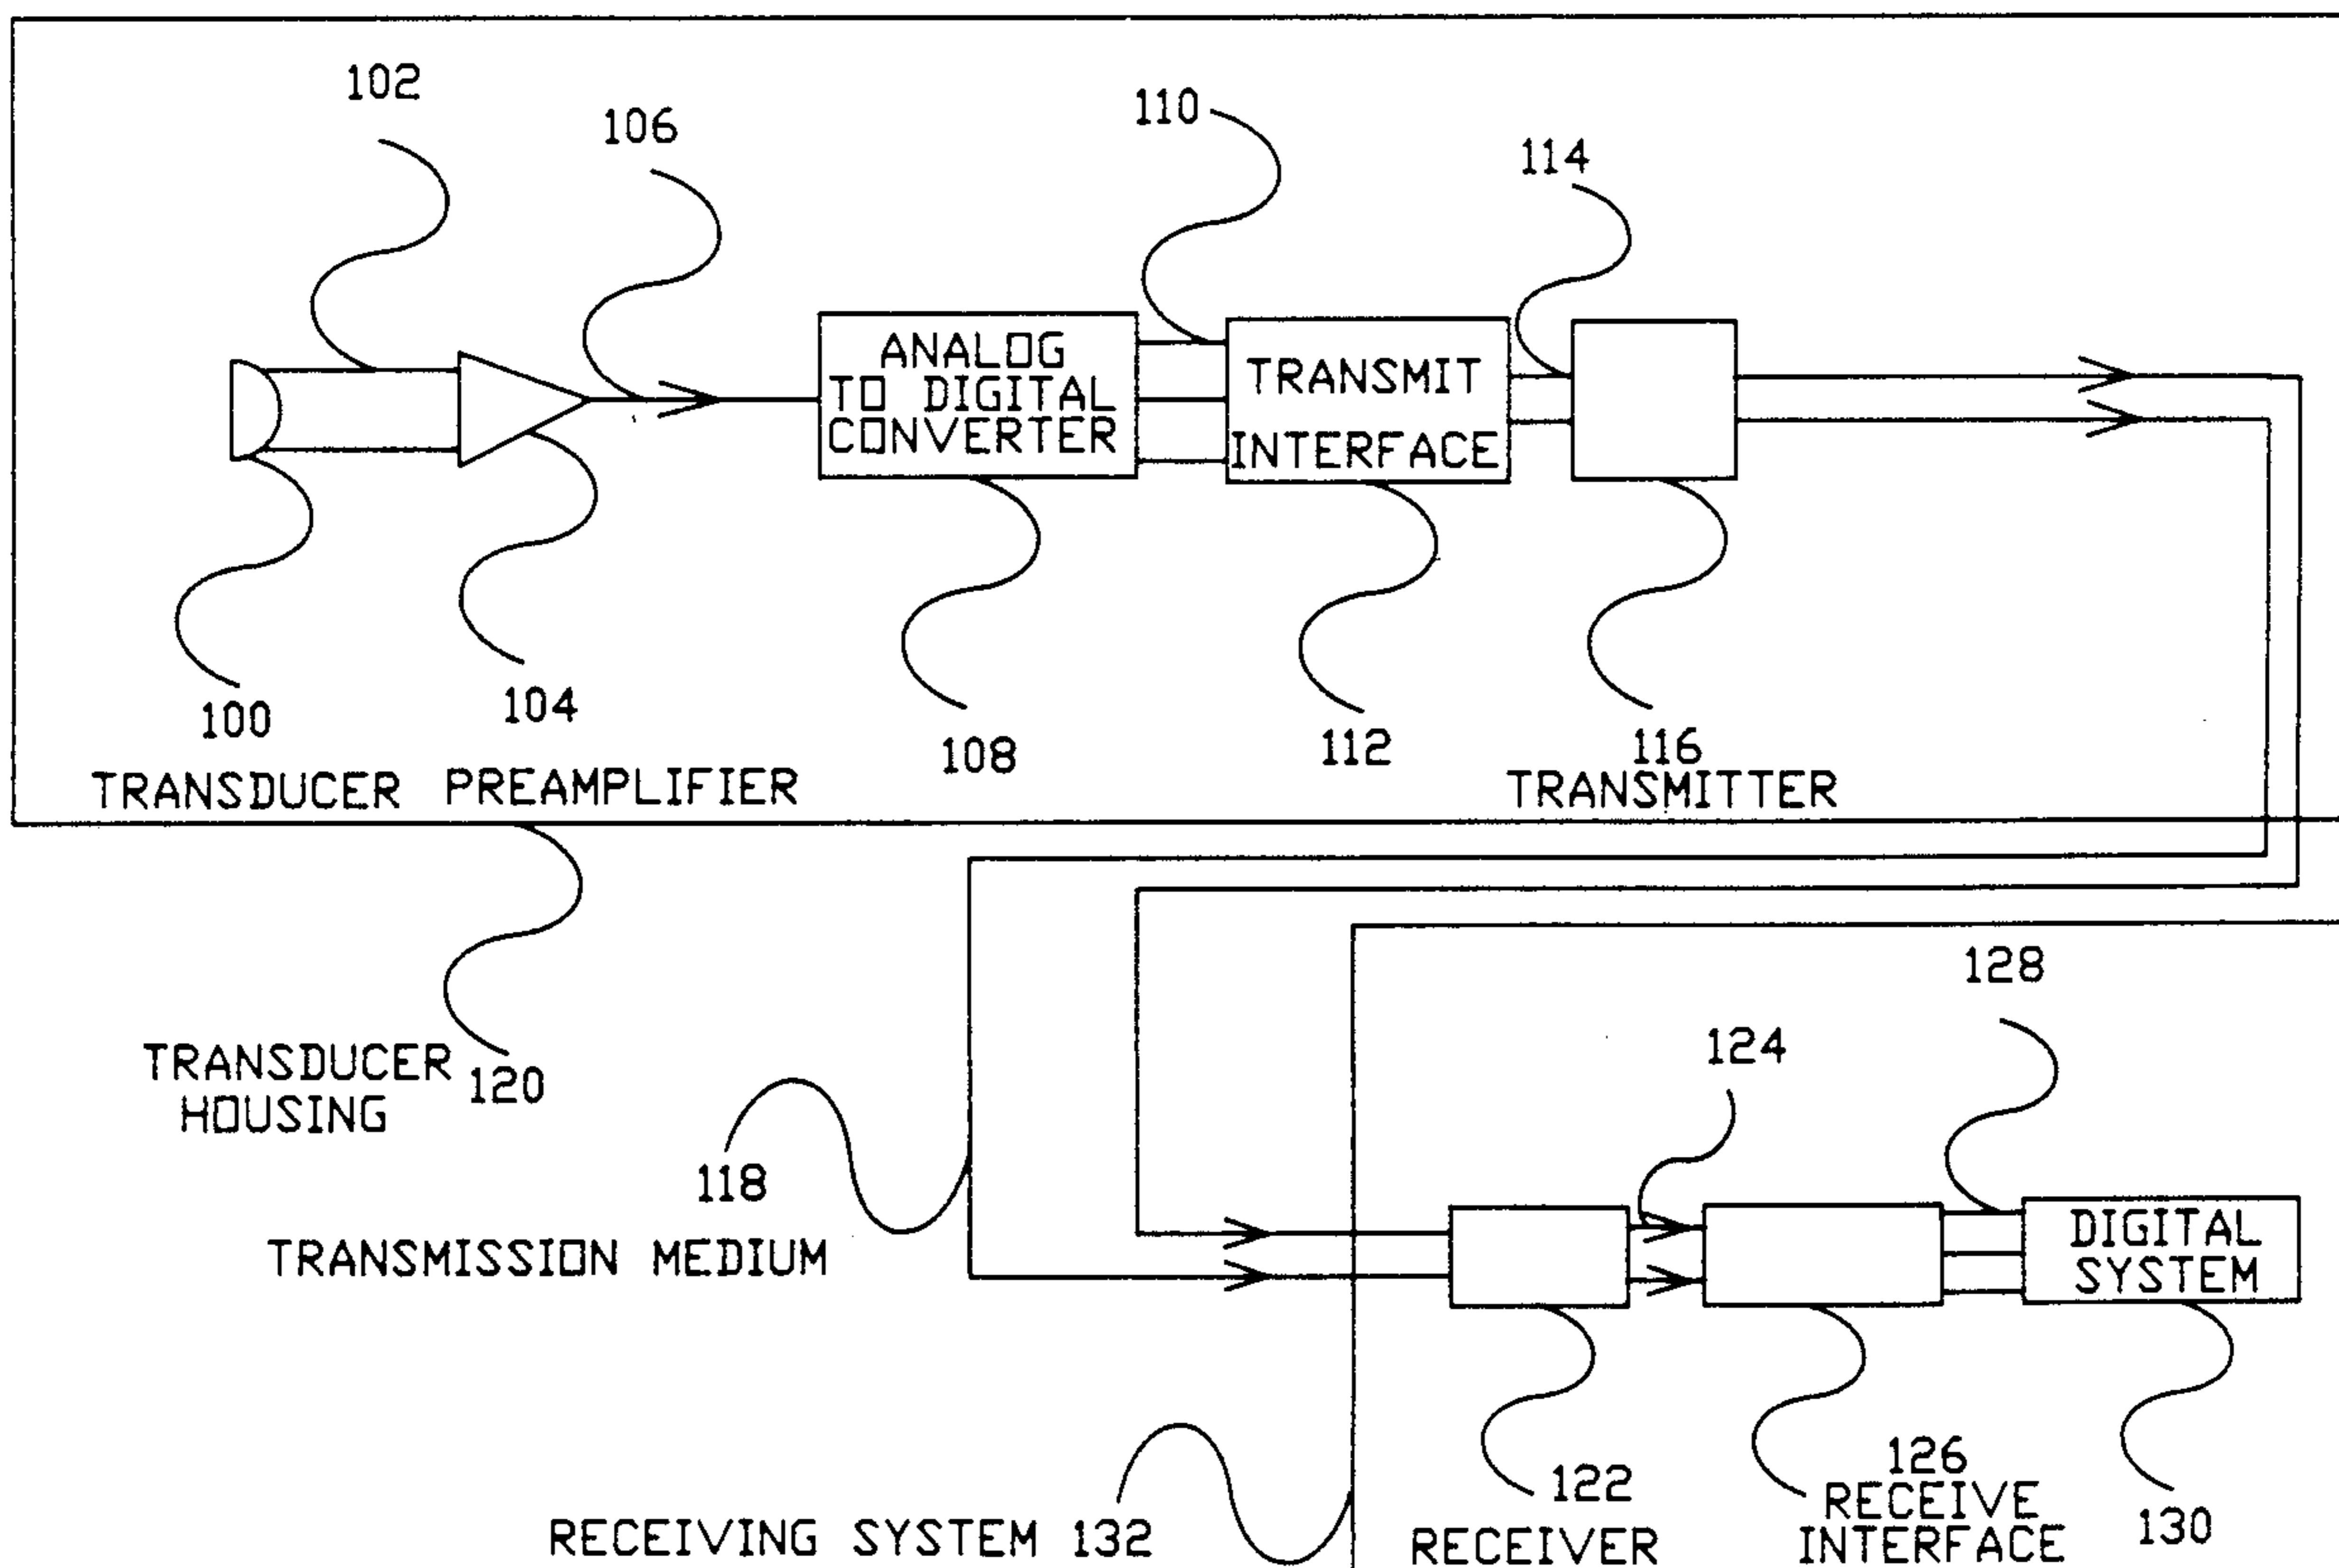 102
106
110
114
ANALOG
TO DIGITAL
CONVERTER
TRANSMIT
INTERFACE
100
104
108
112
116
TRANSDUCER PREAMPLIFIER
TRANSMITTER
TRANSDUCER
HOUSING
120
118
TRANSMISSION MEDIUM
128
124
DIGITAL
SYSTEM
122
RECEIVER
126
RECEIVE
INTERFACE
130
RECEIVING SYSTEM 132